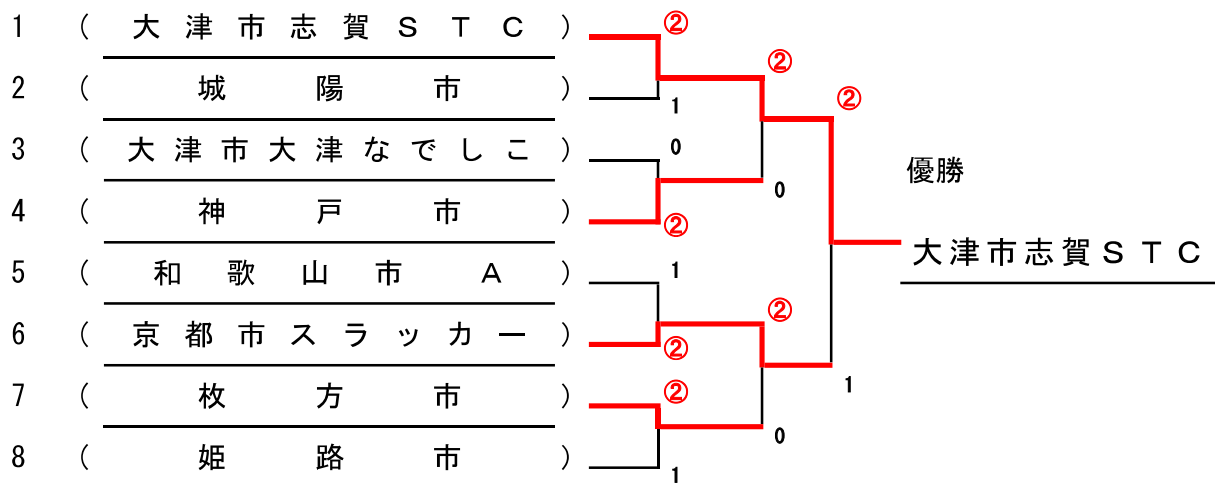 1 ( 大津市志賀STC ) ②
②
2 ( 城陽市 ) ②
1
3 ( 大津市大津なでしこ ) 0
優勝
4 ( 神戸市 ) 0
②
大津市志賀STC
5 ( 和歌山市 A ) 1
②
6 ( 京都市スラッカー ) ②
7 ( 枚方市 ) ②
1
0
8 ( 姫路市 ) 1